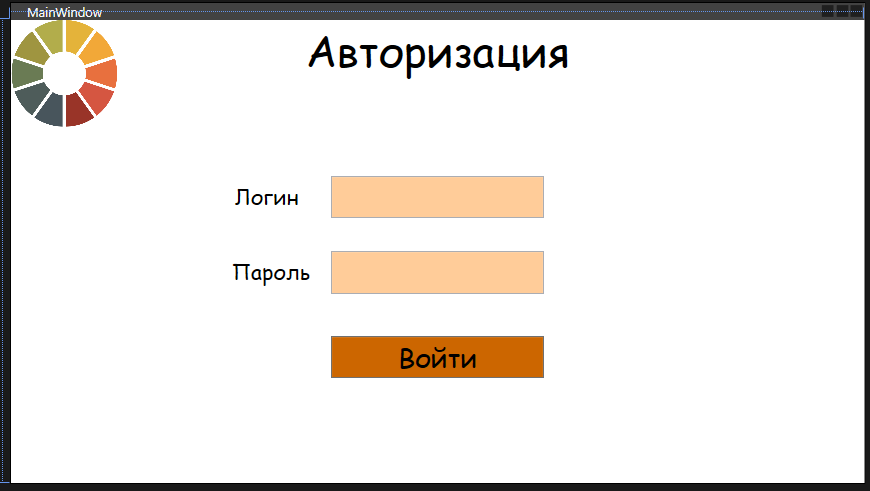 MainWindow
Авторизация
Логин
Пароль
Войти